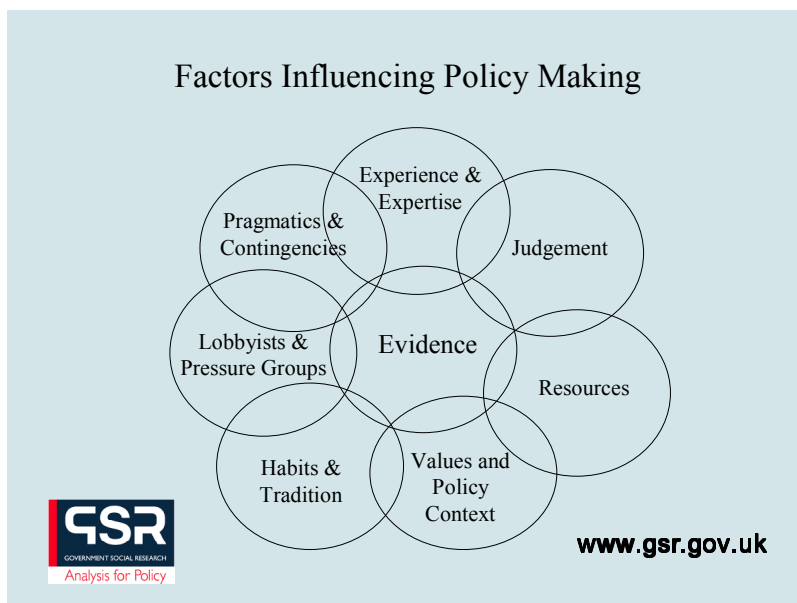 Factors Influencing Policy Making
Experience &
Expertise
Pragmatics &
Contingencies
Judgement
Lobbyists &
Pressure Groups
Evidence
Resources
Habits &
Tradition
Values and
Policy
Context
GSR
GOVERNMENT SOCIAL RESEARCH
Analysis for Policy
www.gsr.gov.uk